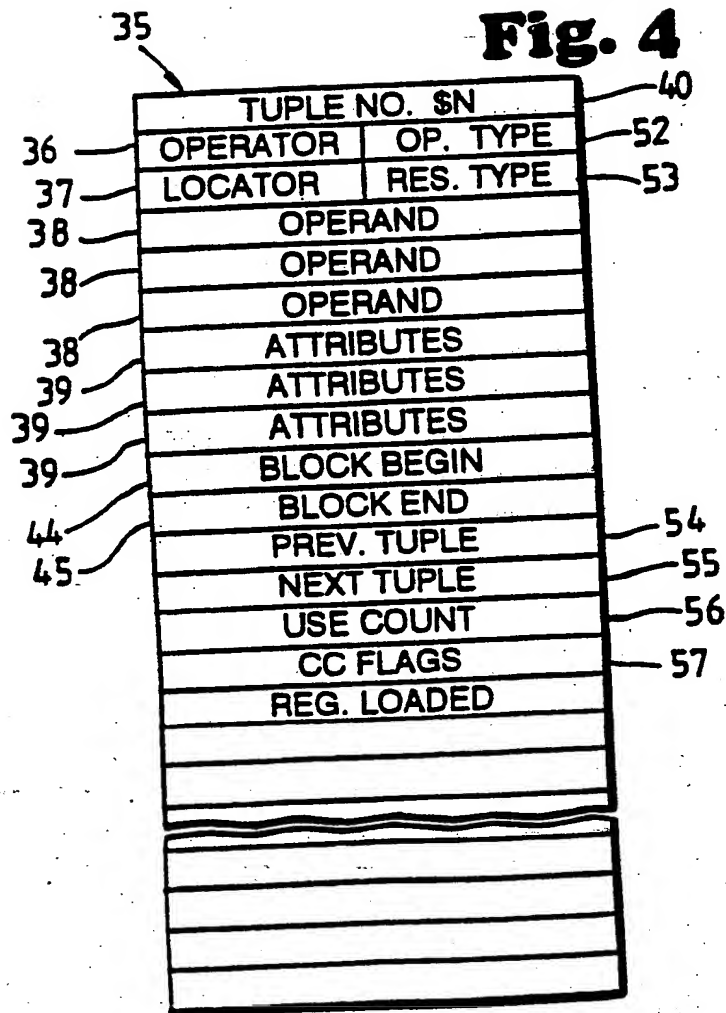 Fig. 4
35
TUPLE NO. $N 40
36 OPERATOR OP. TYPE 52
37 LOCATOR RES. TYPE 53
38 OPERAND
38 OPERAND
38 OPERAND
39 ATTRIBUTES
39 ATTRIBUTES
39 ATTRIBUTES
44 BLOCK BEGIN
45 BLOCK END
PREV. TUPLE 54
NEXT TUPLE 55
USE COUNT 56
CC FLAGS 57
REG. LOADED